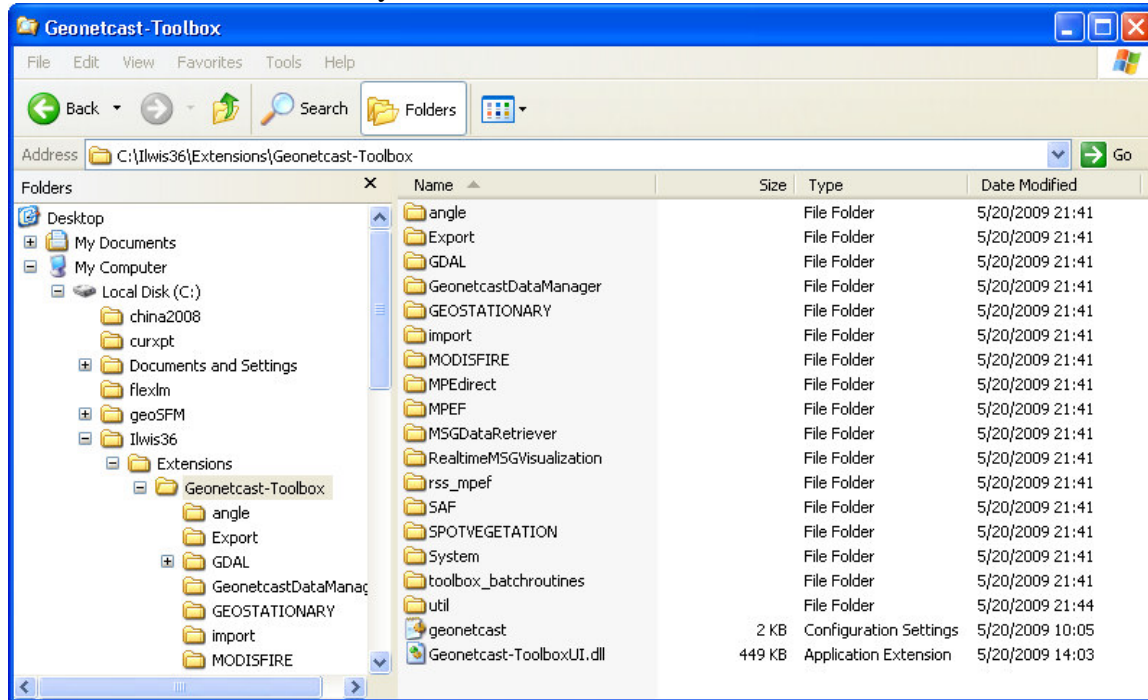 Geonetcast-Toolbox
File Edit View Favorites Tools Help
Back Search Folders
Address C:\Ilwis36\Extensions\Geonetcast-Toolbox Go
Folders
Desktop
My Documents
My Computer
Local Disk (C:)
china2008
curxpt
Documents and Settings
flexlm
geoSFM
Ilwis36
Extensions
Geonetcast-Toolbox
angle
Export
GDAL
GeonetcastDataManag
GEOSTATIONARY
import
MODISFIRE
Name Size Type Date Modified
angle File Folder 5/20/2009 21:41
Export File Folder 5/20/2009 21:41
GDAL File Folder 5/20/2009 21:41
GeonetcastDataManager File Folder 5/20/2009 21:41
GEOSTATIONARY File Folder 5/20/2009 21:41
import File Folder 5/20/2009 21:41
MODISFIRE File Folder 5/20/2009 21:41
MPEdirect File Folder 5/20/2009 21:41
MPEF File Folder 5/20/2009 21:41
MSGDataRetriever File Folder 5/20/2009 21:41
RealtimeMSGVisualization File Folder 5/20/2009 21:41
rss_mpef File Folder 5/20/2009 21:41
SAF File Folder 5/20/2009 21:41
SPOTVEGETATION File Folder 5/20/2009 21:41
System File Folder 5/20/2009 21:41
toolbox_batchroutines File Folder 5/20/2009 21:41
util File Folder 5/20/2009 21:44
geonetcast 2 KB Configuration Settings 5/20/2009 10:05
Geonetcast-ToolboxUI.dll 449 KB Application Extension 5/20/2009 14:03